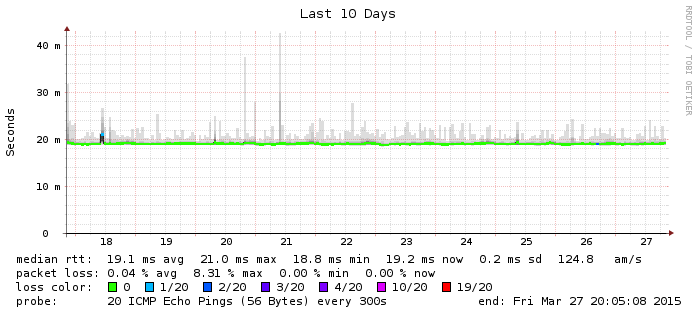 Last 10 Days
RRDTOOL / TOBI OETIKER
Seconds
40 m
30 m
20 m
10 m
0
18 19 20 21 22 23 24 25 26 27
median rtt: 19.1 ms avg 21.0 ms max 18.8 ms min 19.2 ms now 0.2 ms sd 124.8 am/s
packet loss: 0.04 % avg 8.31 % max 0.00 % min 0.00 % now
loss color: 0 1/20 2/20 3/20 4/20 10/20 19/20
probe: 20 ICMP Echo Pings (56 Bytes) every 300s end: Fri Mar 27 20:05:08 2015